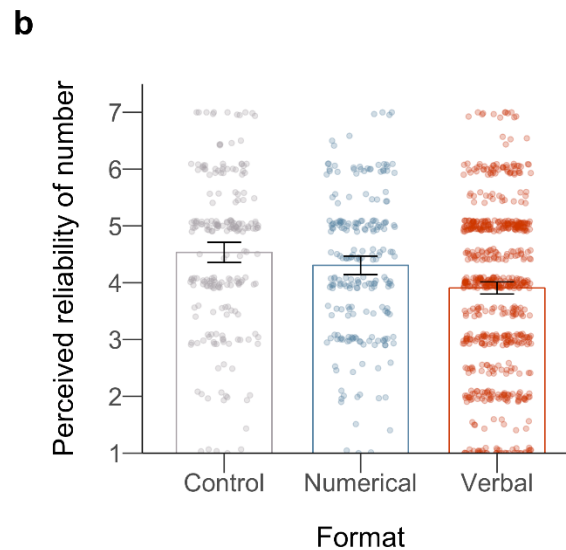 b
Perceived reliability of number
7
6
5
4
3
2
1
Control Numerical Verbal
Format